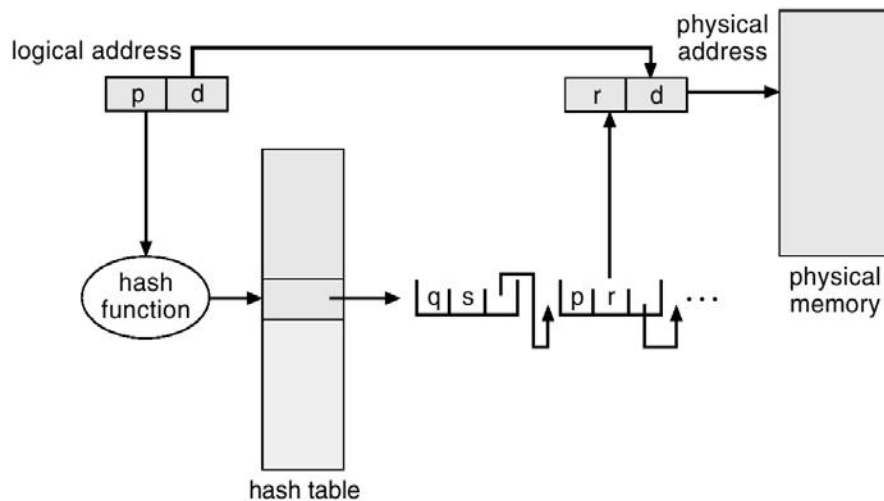 logical address
p d
physical
address
r d
hash
function
q s
p r
...
physical
memory
hash table